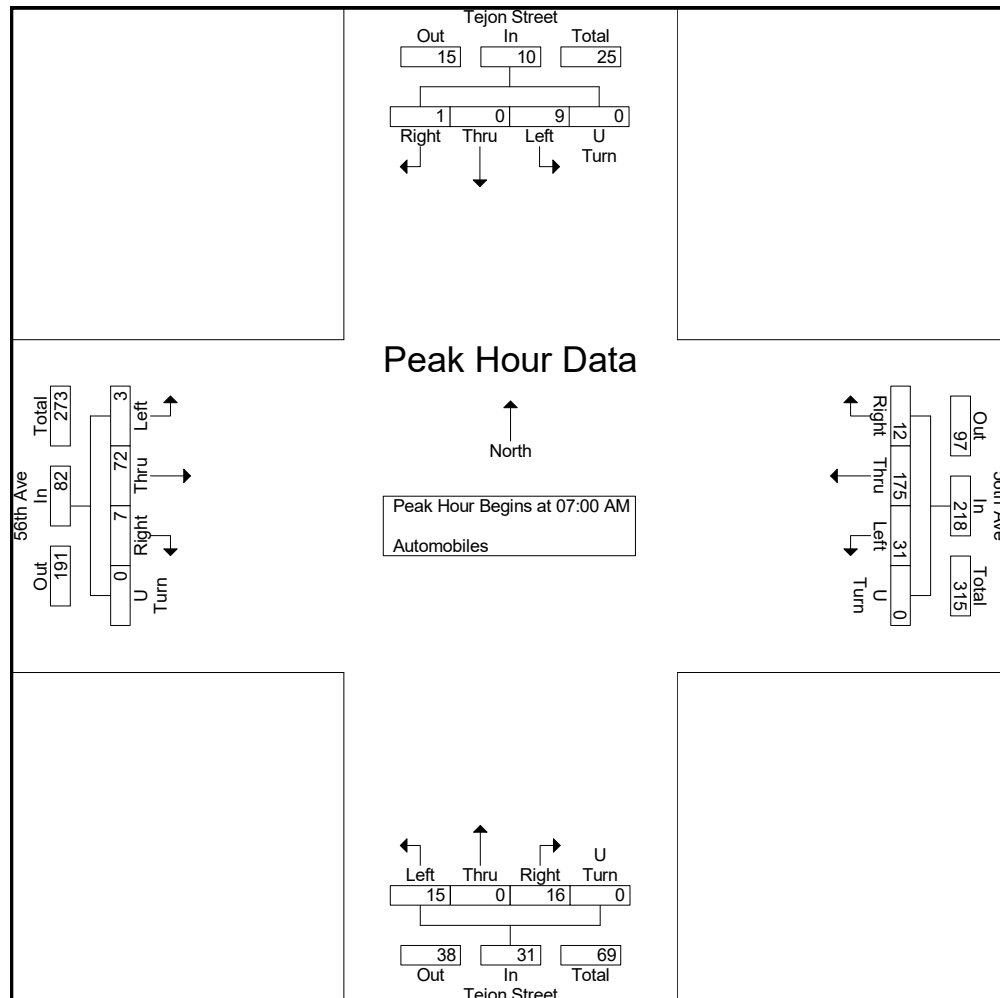 Tejon Street
Out In Total
15 10 25
1 0 9 0
Right Thru Left U
Turn
Peak Hour Data
North
Peak Hour Begins at 07:00 AM
Automobiles
56th Ave
Total In Out
273 82 191
3 72 7 0
Left Thru Right U
Turn
Ave
Out In Total
97 218 315
12 175 31 0
Right Thru Left U
Turn
U
Left Thru Right Turn
15 0 16 0
38 31 69
Out In Total
Tejon Street